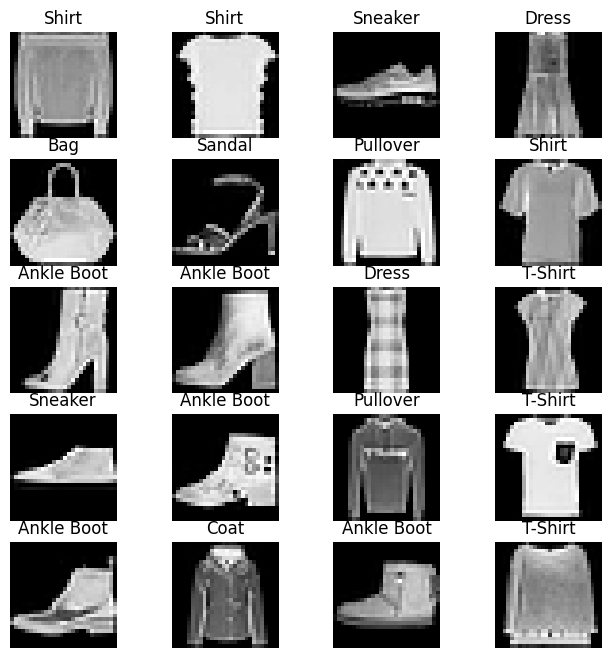 Shirt Shirt Sneaker Dress
Bag Sandal Pullover Shirt
Ankle Boot Ankle Boot Dress T-Shirt
Sneaker Ankle Boot Pullover T-Shirt
Ankle Boot Coat Ankle Boot T-Shirt